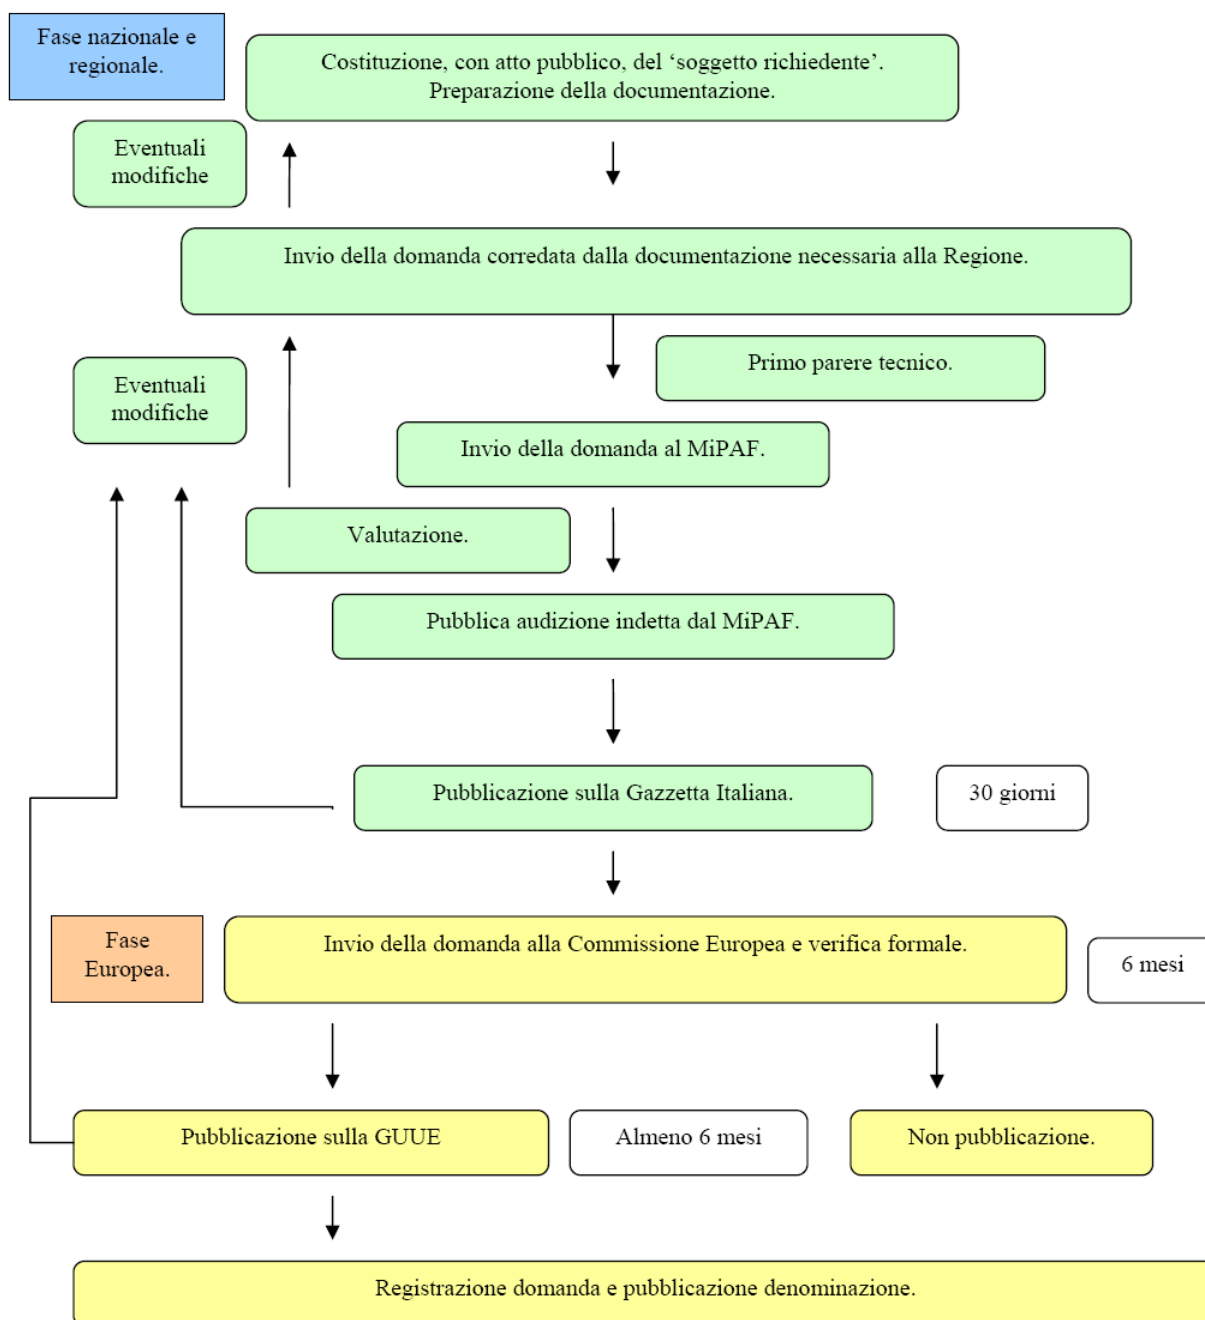 Fase nazionale e
regionale.
Costituzione, con atto pubblico, del ‘soggetto richiedente’.
Preparazione della documentazione.
Eventuali
modifiche
Invio della domanda corredata dalla documentazione necessaria alla Regione.
Primo parere tecnico.
Eventuali
modifiche
Invio della domanda al MiPAF.
Valutazione.
Pubblica audizione indetta dal MiPAF.
Pubblicazione sulla Gazzetta Italiana.
30 giorni
Fase
Europea.
Invio della domanda alla Commissione Europea e verifica formale.
6 mesi
Pubblicazione sulla GUUE
Almeno 6 mesi
Non pubblicazione.
Registrazione domanda e pubblicazione denominazione.